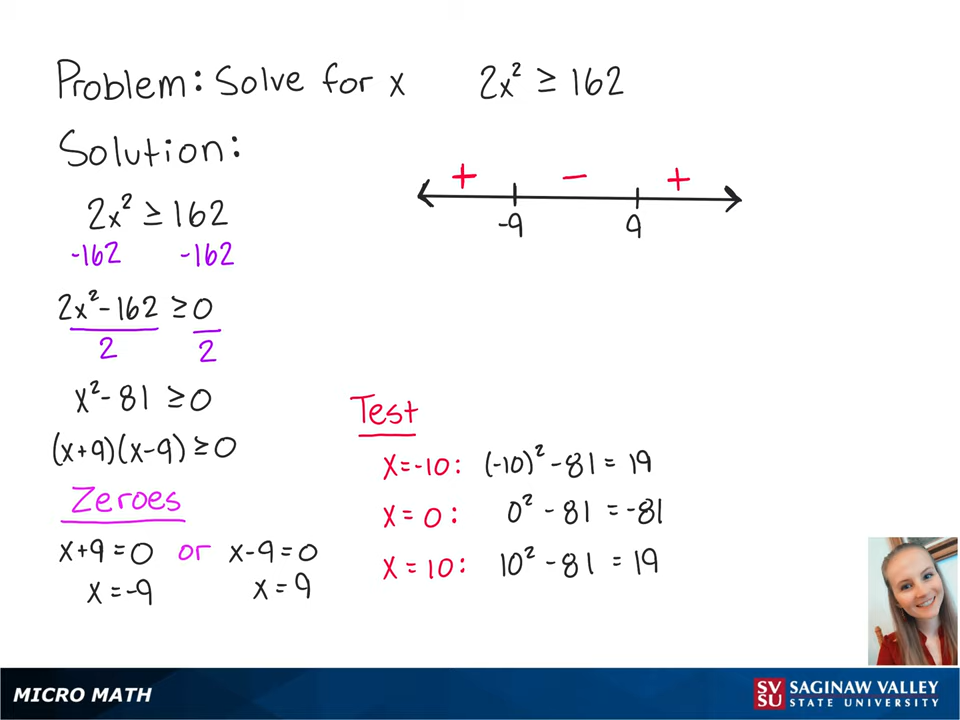 Problem: Solve for x 2x² ≥ 162
Solution:
2x² ≥ 162
-162 -162
2x² - 162 ≥ 0
2 2
x² - 81 ≥ 0
(x+9)(x-9) ≥ 0
Zeroes
x+9=0 or x-9=0
x=-9 x=9
+ - +
-9 9
Test
x=-10: (-10)² - 81 = 19
x=0: 0² - 81 = -81
x=10: 10² - 81 = 19
MICRO MATH
SV
SU
SAGINAW VALLEY
STATE UNIVERSITY